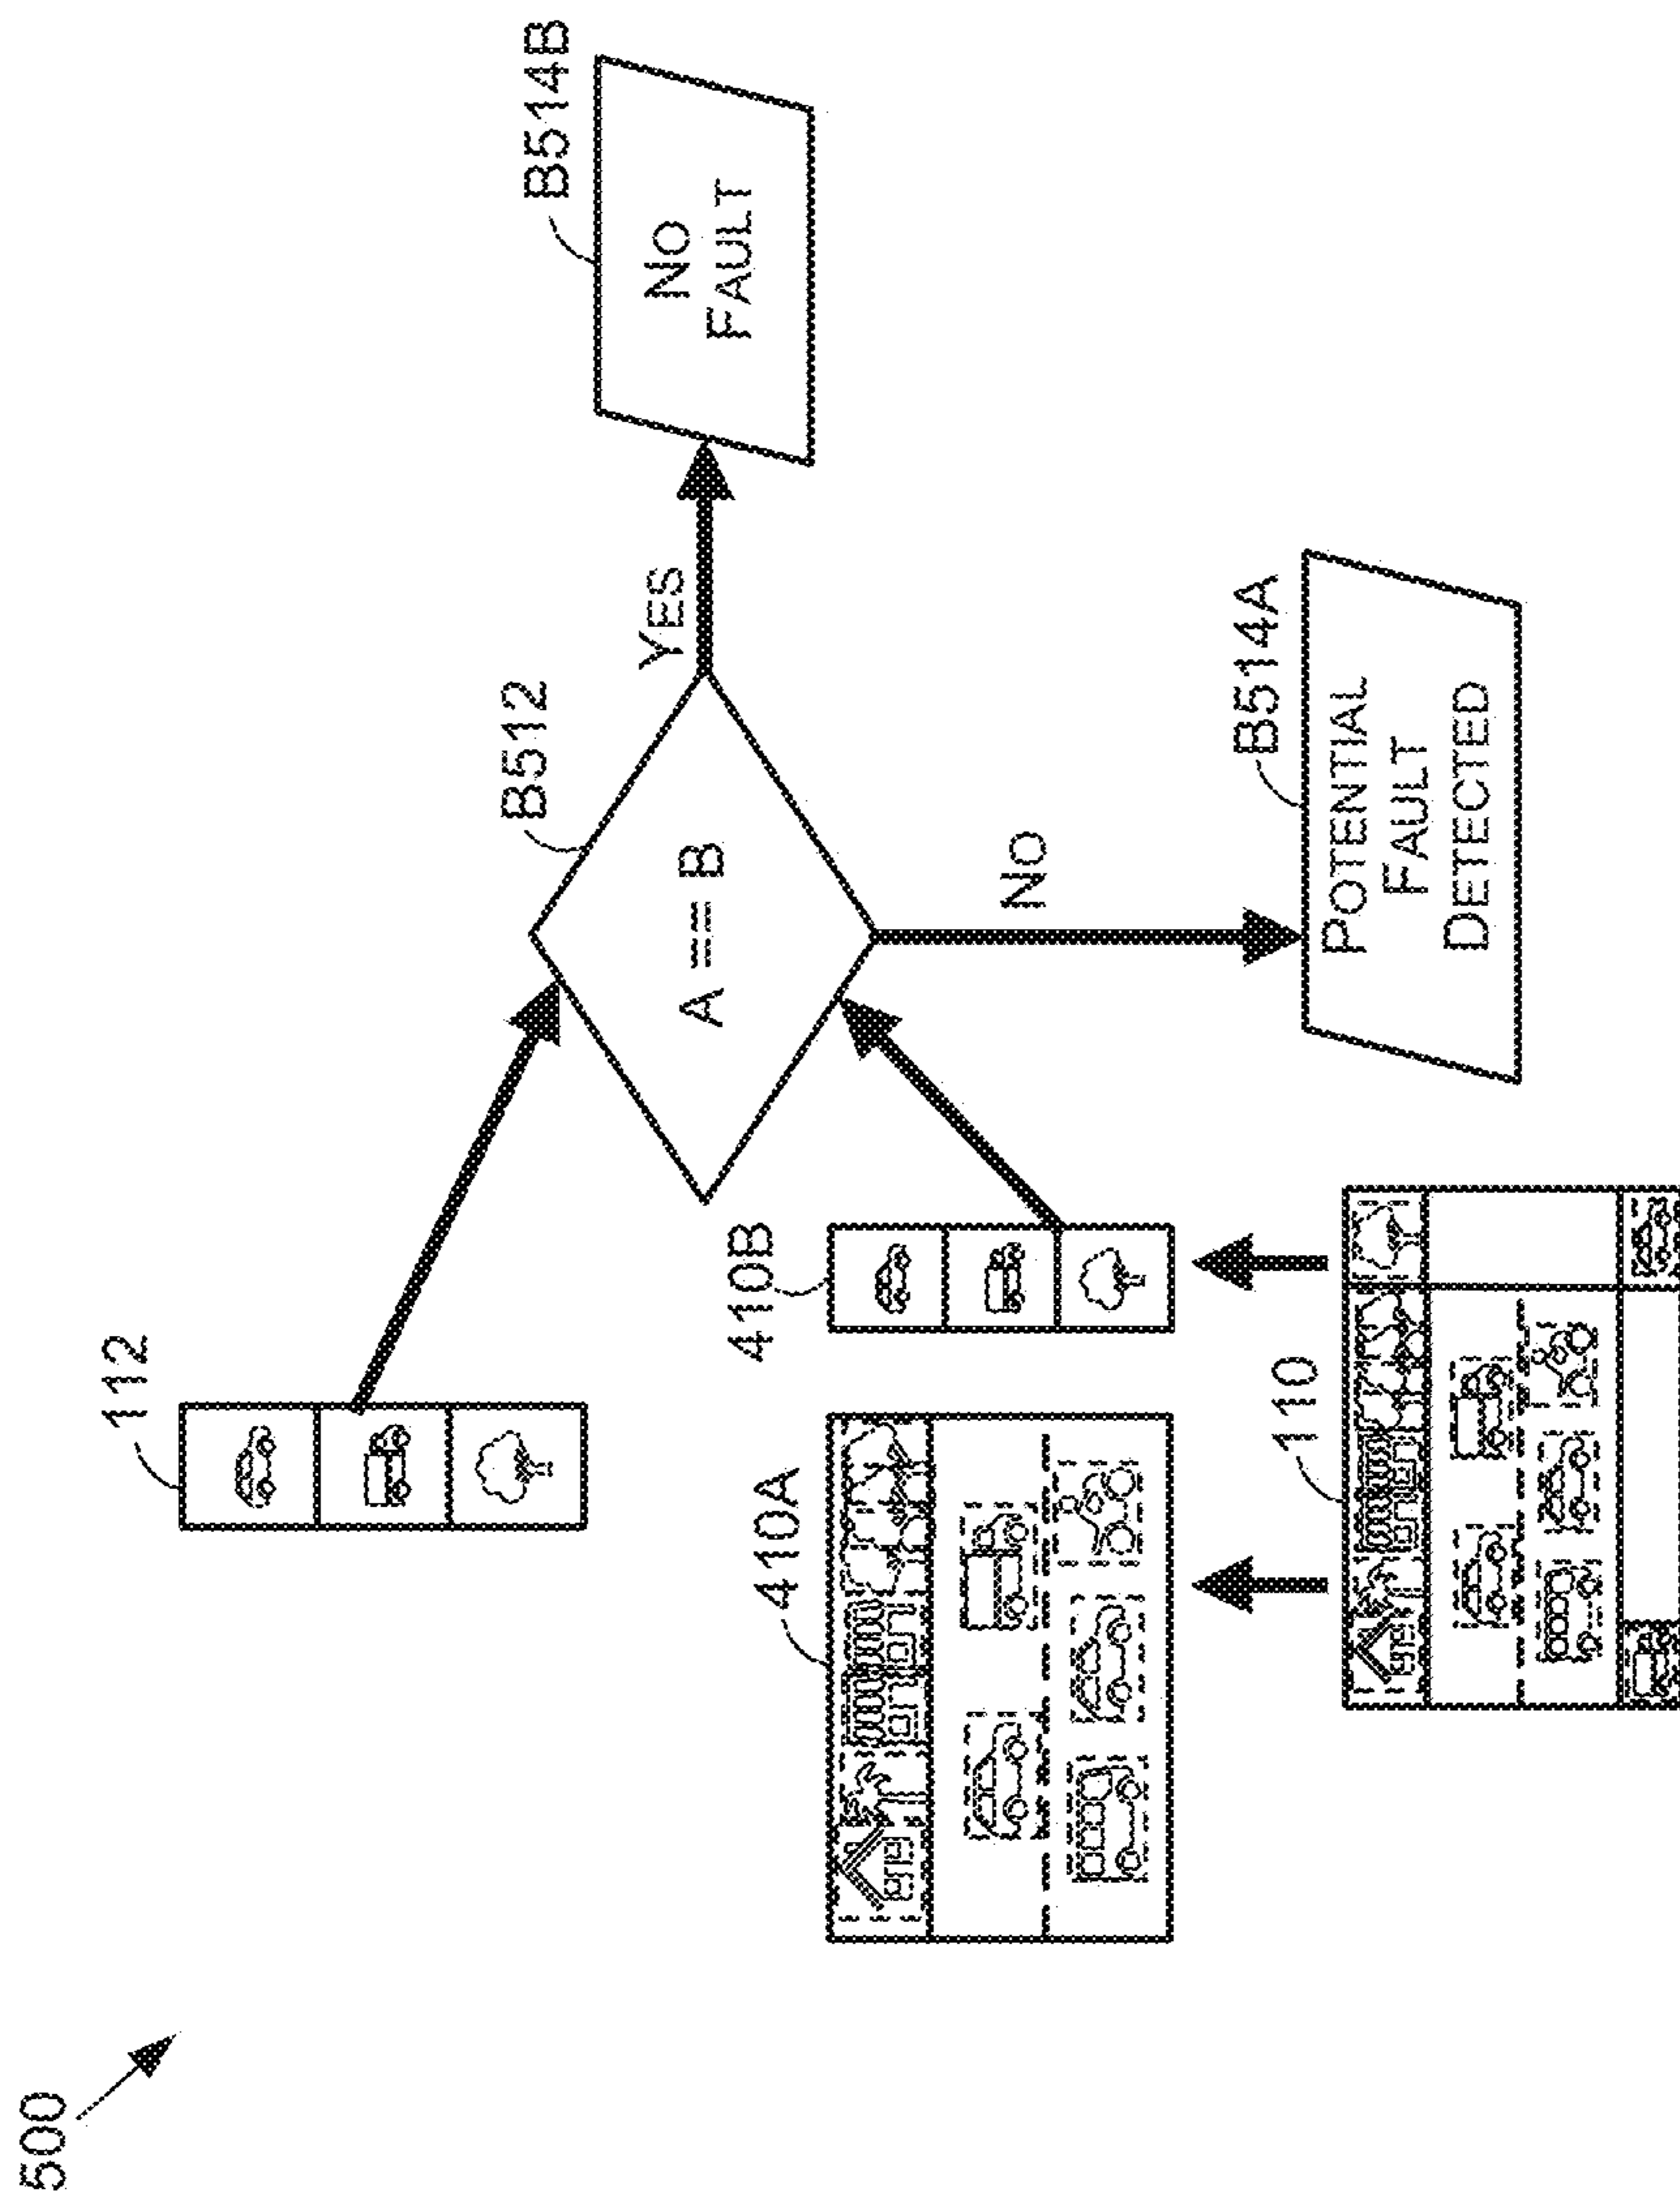 500
112
B512
A == B
YES
B514B
NO
FAULT
410A
410B
NO
B514A
POTENTIAL
FAULT
DETECTED
110